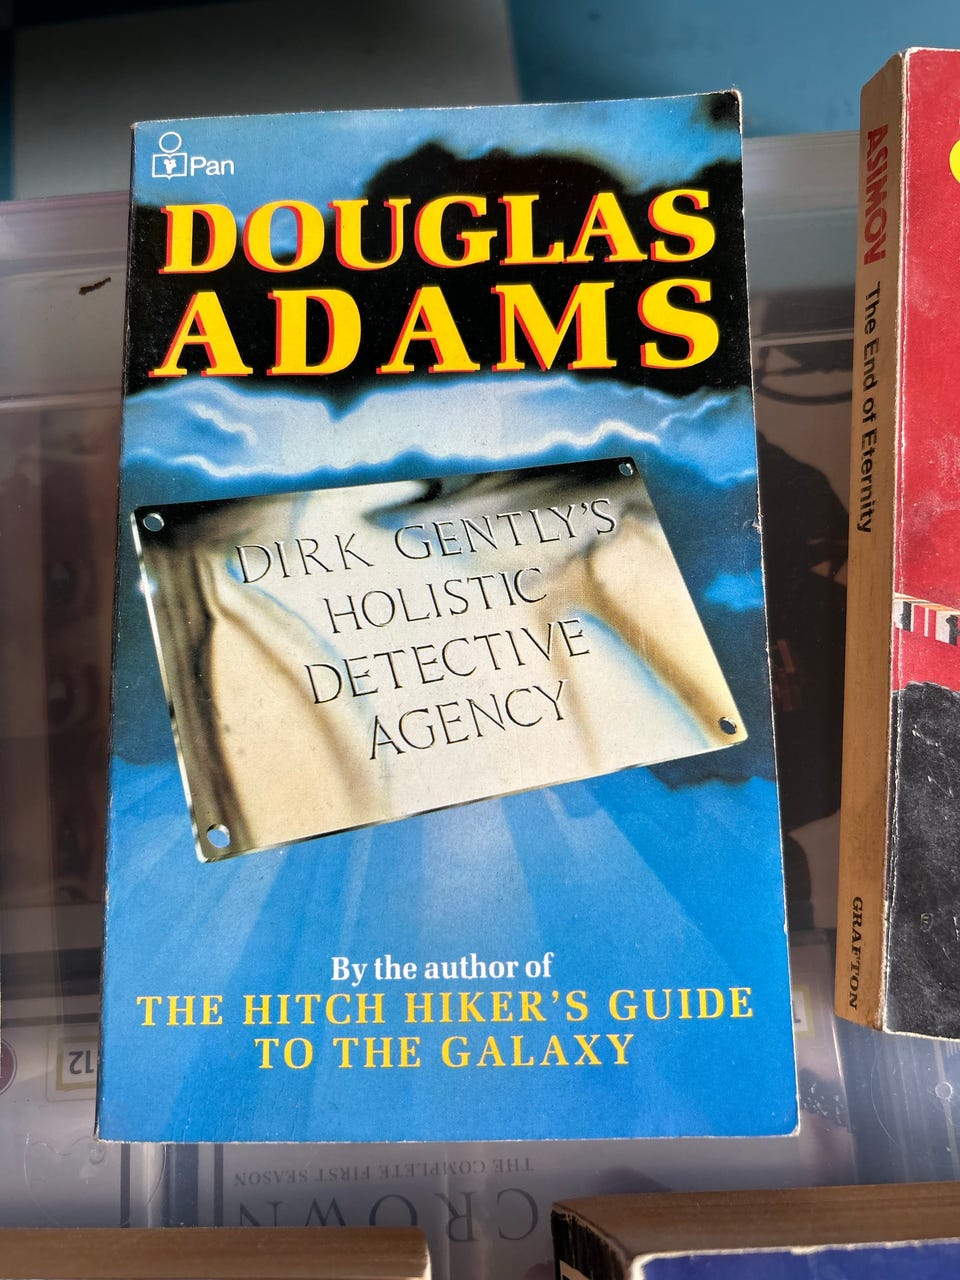 Pan
DOUGLAS
ADAMS
DIRK GENTLY'S
HOLISTIC
DETECTIVE
AGENCY
By the author of
THE HITCH HIKER'S GUIDE
TO THE GALAXY
ASIMOV The End of Eternity
GRAFTON
12
THE COMPLETE FIRST SEASON
CROWN